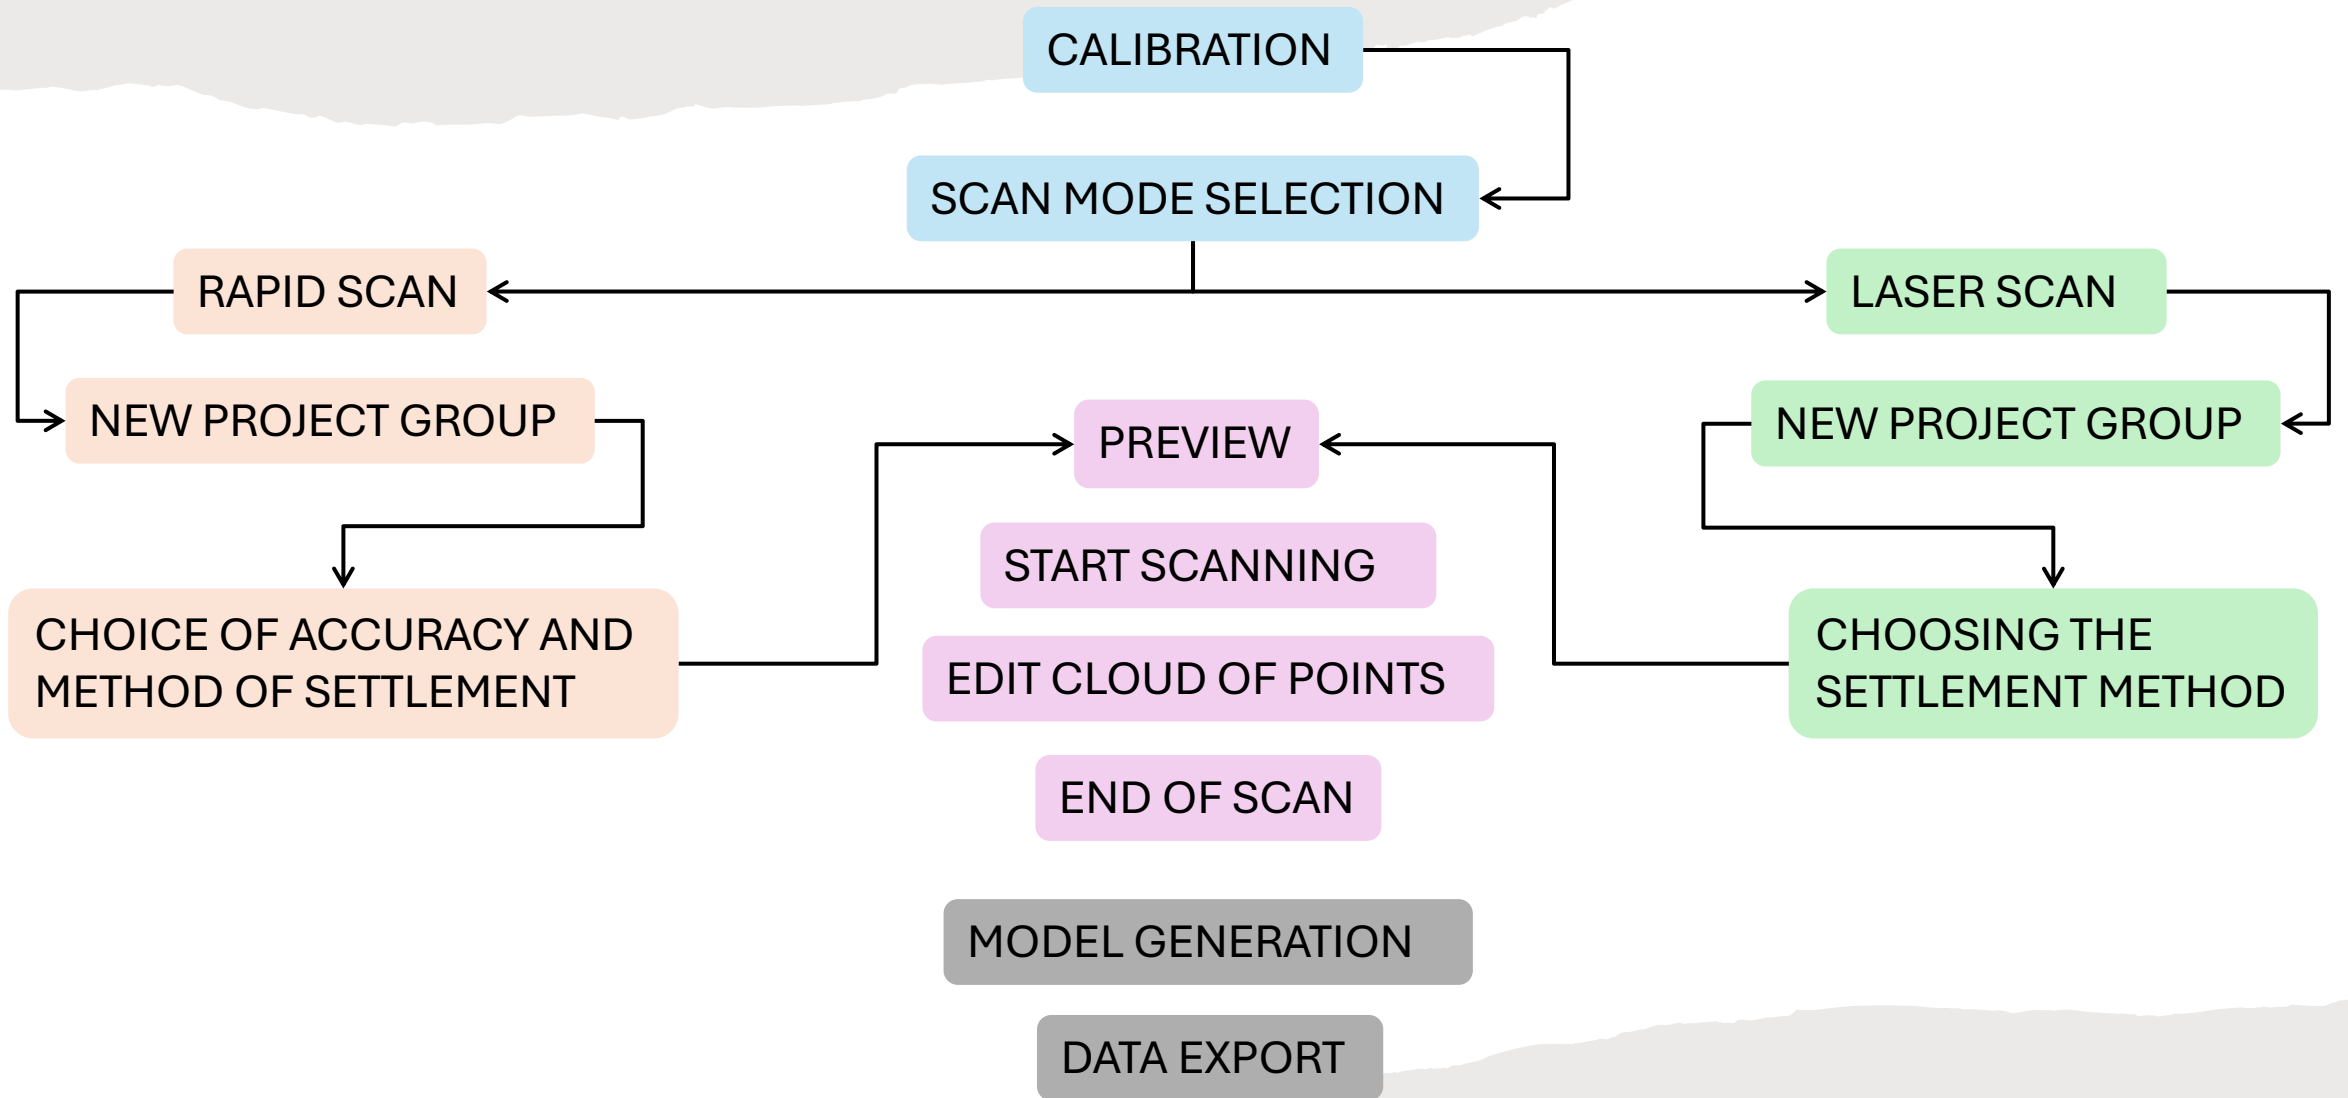 CALIBRATION
SCAN MODE SELECTION
RAPID SCAN
LASER SCAN
NEW PROJECT GROUP
PREVIEW
NEW PROJECT GROUP
START SCANNING
CHOICE OF ACCURACY AND
METHOD OF SETTLEMENT
EDIT CLOUD OF POINTS
CHOOSING THE
SETTLEMENT METHOD
END OF SCAN
MODEL GENERATION
DATA EXPORT